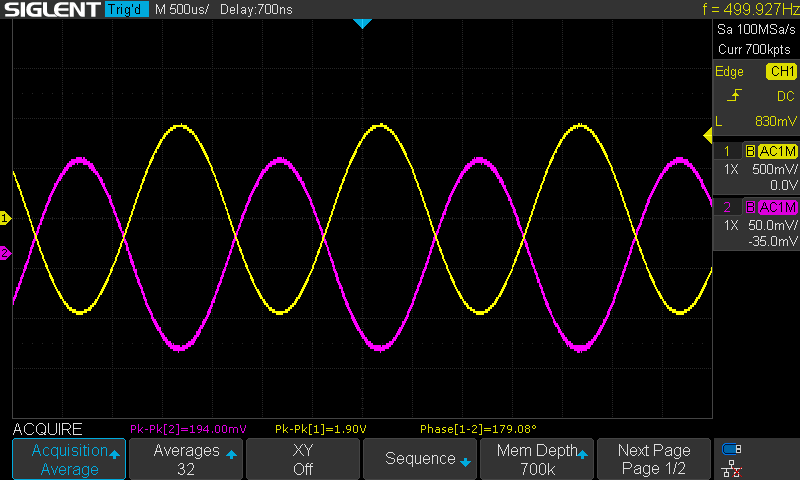 SIGLENT Trig'd M 500us/ Delay:700ns f = 499.927Hz
Sa 100MSa/s
Curr 700kpts
Edge CH1
DC
L 830mV
1 B AC1M
1X 500mV/
0.0V
2 B AC1M
1X 50.0mV/
-35.0mV
1
2
ACQUIRE Pk-Pk[2]=194.00mV Pk-Pk[1]=1.90V Phase[1-2]=179.08°
Acquisition
Average
Averages
32
XY
Off
Sequence
Mem Depth
700k
Next Page
Page 1/2